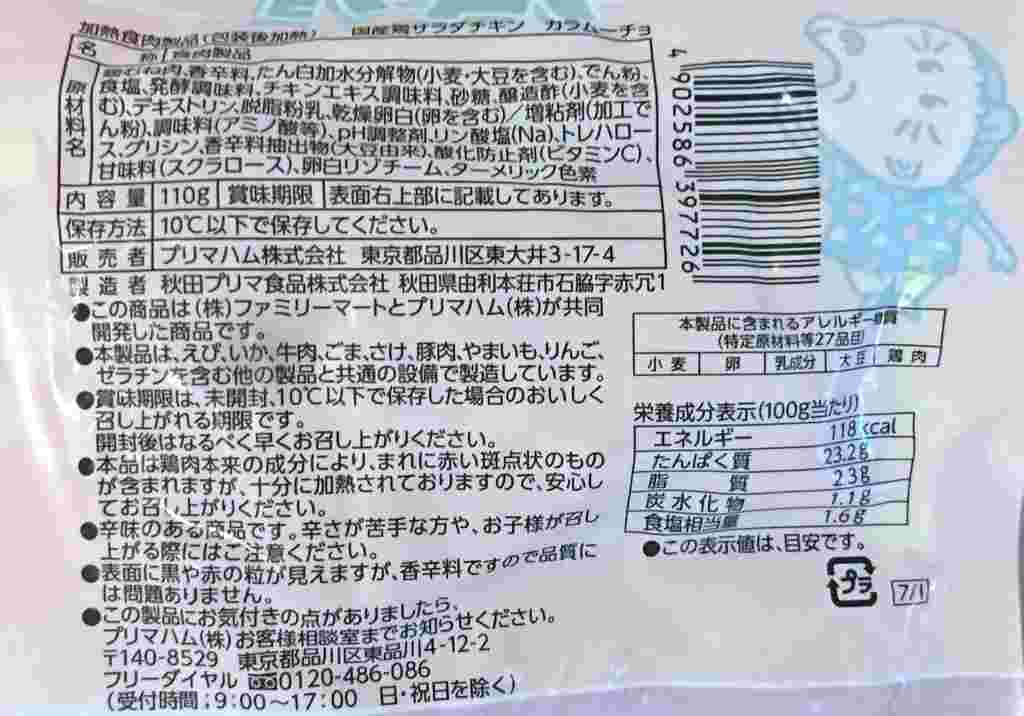 加熱食肉製品(包装後加熱) 国産鶏サラダチキン カラムーチョ
名 称 食肉製品
原材料名
鶏むね肉、香辛料、たん白加水分解物(小麦・大豆を含む)、でん粉、
食塩、発酵調味料、チキンエキス調味料、砂糖、醸造酢(小麦を含
む)、デキストリン、脱脂粉乳、乾燥卵白(卵を含む)/増粘剤(加工で
ん粉)、調味料(アミノ酸等)、pH調整剤、リン酸塩(Na)、トレハロー
ス、グリシン、香辛料抽出物(大豆由来)、酸化防止剤(ビタミンC)、
甘味料(スクラロース)、卵白リゾチーム、ターメリック色素
内容量 110g 賞味期限 表面右上部に記載してあります。
保存方法 10℃以下で保存してください。
販売者 プリマハム株式会社 東京都品川区東大井3-17-4
製造者 秋田プリマ食品株式会社 秋田県由利本荘市石脇字赤冗1
●この商品は(株)ファミリーマートとプリマハム(株)が共同
開発した商品です。
●本製品は、えび、いか、牛肉、ごま、さけ、豚肉、やまいも、りんご、
ゼラチンを含む他の製品と共通の設備で製造しています。
●賞味期限は、未開封、10℃以下で保存した場合のおいしく
召し上がれる期限です。
開封後はなるべく早くお召し上がりください。
●本品は鶏肉本来の成分により、まれに赤い斑点状のもの
が含まれますが、十分に加熱されておりますので、安心し
てお召し上がりください。
●辛味のある商品です。辛さが苦手な方や、お子様が召し
上がる際にはご注意ください。
●表面に黒や赤の粒が見えますが、香辛料ですので品質に
は問題ありません。
●この製品にお気付きの点がありましたら、
プリマハム(株)お客様相談室までお知らせください。
〒140-8529 東京都品川区東品川4-12-2
フリーダイヤル 0120-486-086
(受付時間:9:00〜17:00 日・祝日を除く)
4 902586 397726
本製品に含まれるアレルギー物質
(特定原材料等27品目)
小麦 卵 乳成分 大豆 鶏肉
栄養成分表示(100g当たり)
エネルギー 118kcal
たんぱく質 23.2g
脂質 2.3g
炭水化物 1.1g
食塩相当量 1.6g
●この表示値は、目安です。
プラ 7/1